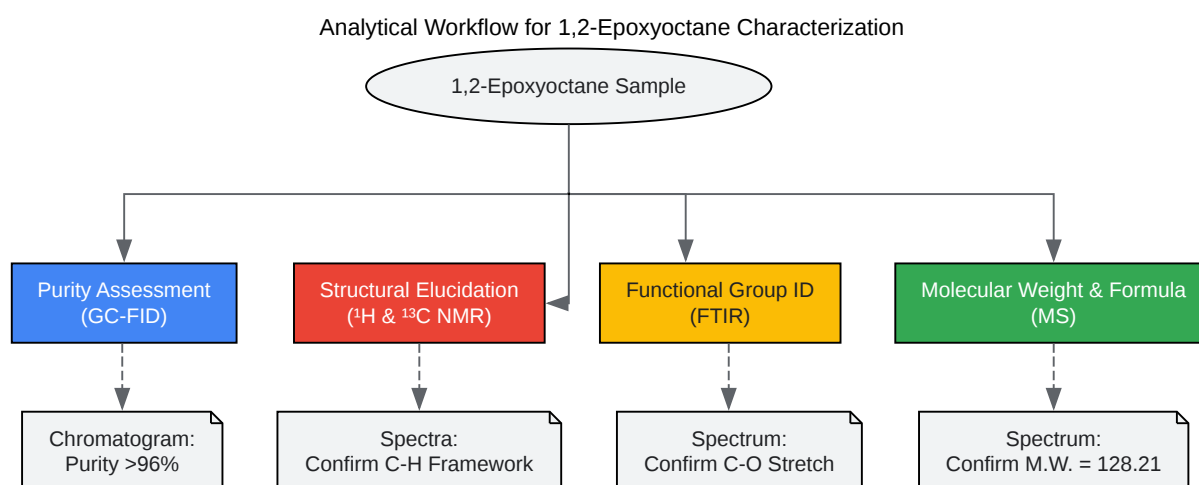 Analytical Workflow for 1,2-Epoxyoctane Characterization
1,2-Epoxyoctane Sample
Purity Assessment
(GC-FID)
Structural Elucidation
(¹H & ¹³C NMR)
Functional Group ID
(FTIR)
Molecular Weight & Formula
(MS)
Chromatogram:
Purity >96%
Spectra:
Confirm C-H Framework
Spectrum:
Confirm C-O Stretch
Spectrum:
Confirm M.W. = 128.21